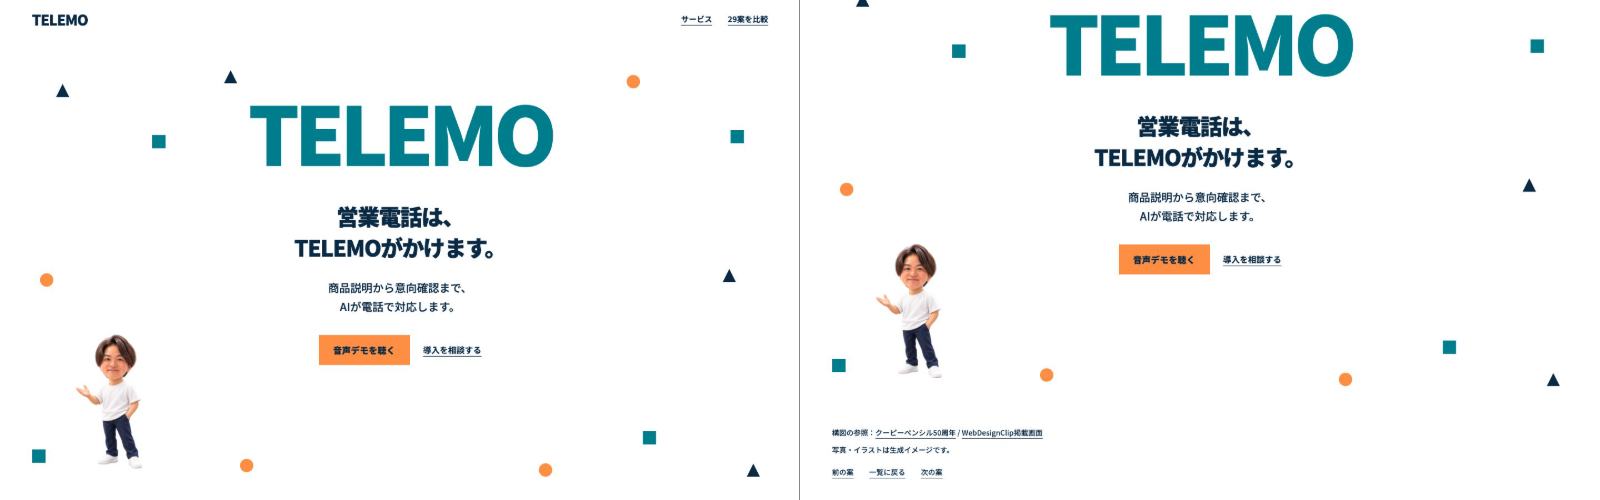 TELEMO
サービス 29案を比較
TELEMO
営業電話は、
TELEMOがかけます。
商品説明から意向確認まで、
AIが電話で対応します。
音声デモを聴く 導入を相談する
TELEMO
営業電話は、
TELEMOがかけます。
商品説明から意向確認まで、
AIが電話で対応します。
音声デモを聴く 導入を相談する
構図の参照：クーピーペンシル50周年 / WebDesignClip掲載画面
写真・イラストは生成イメージです。
前の案 一覧に戻る 次の案